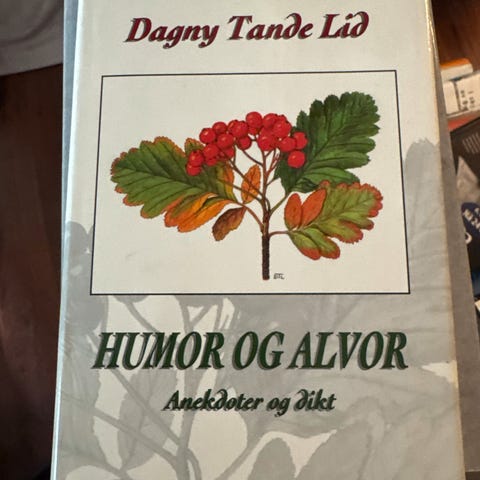 Dagny Tande Lid
HUMOR OG ALVOR
Anekdoter og dikt